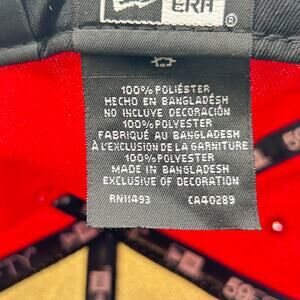 ERA
®
100% POLIÉSTER
HECHO EN BANGLADÉSH
NO INCLUYE DECORACIÓN
100% POLYESTER
FABRIQUÉ AU BANGLADESH
À L'EXCLUSION DE LA GARNITURE
100% POLYESTER
MADE IN BANGLADESH
EXCLUSIVE OF DECORATION
RN11493 CA40289